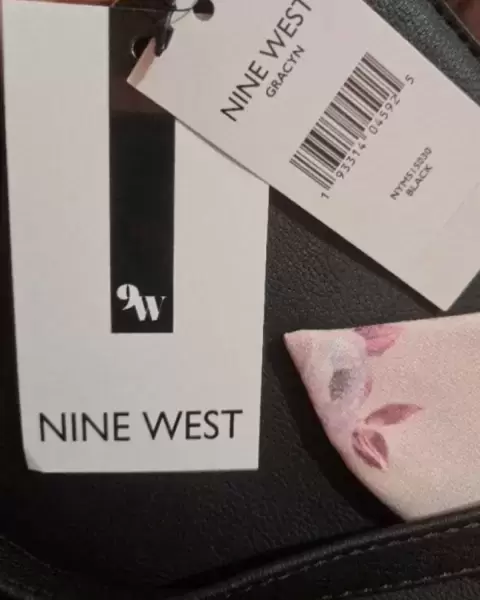 NINE WEST
GRACYN
1 93314 04592 5
NYM515030
BLACK
9W
NINE WEST